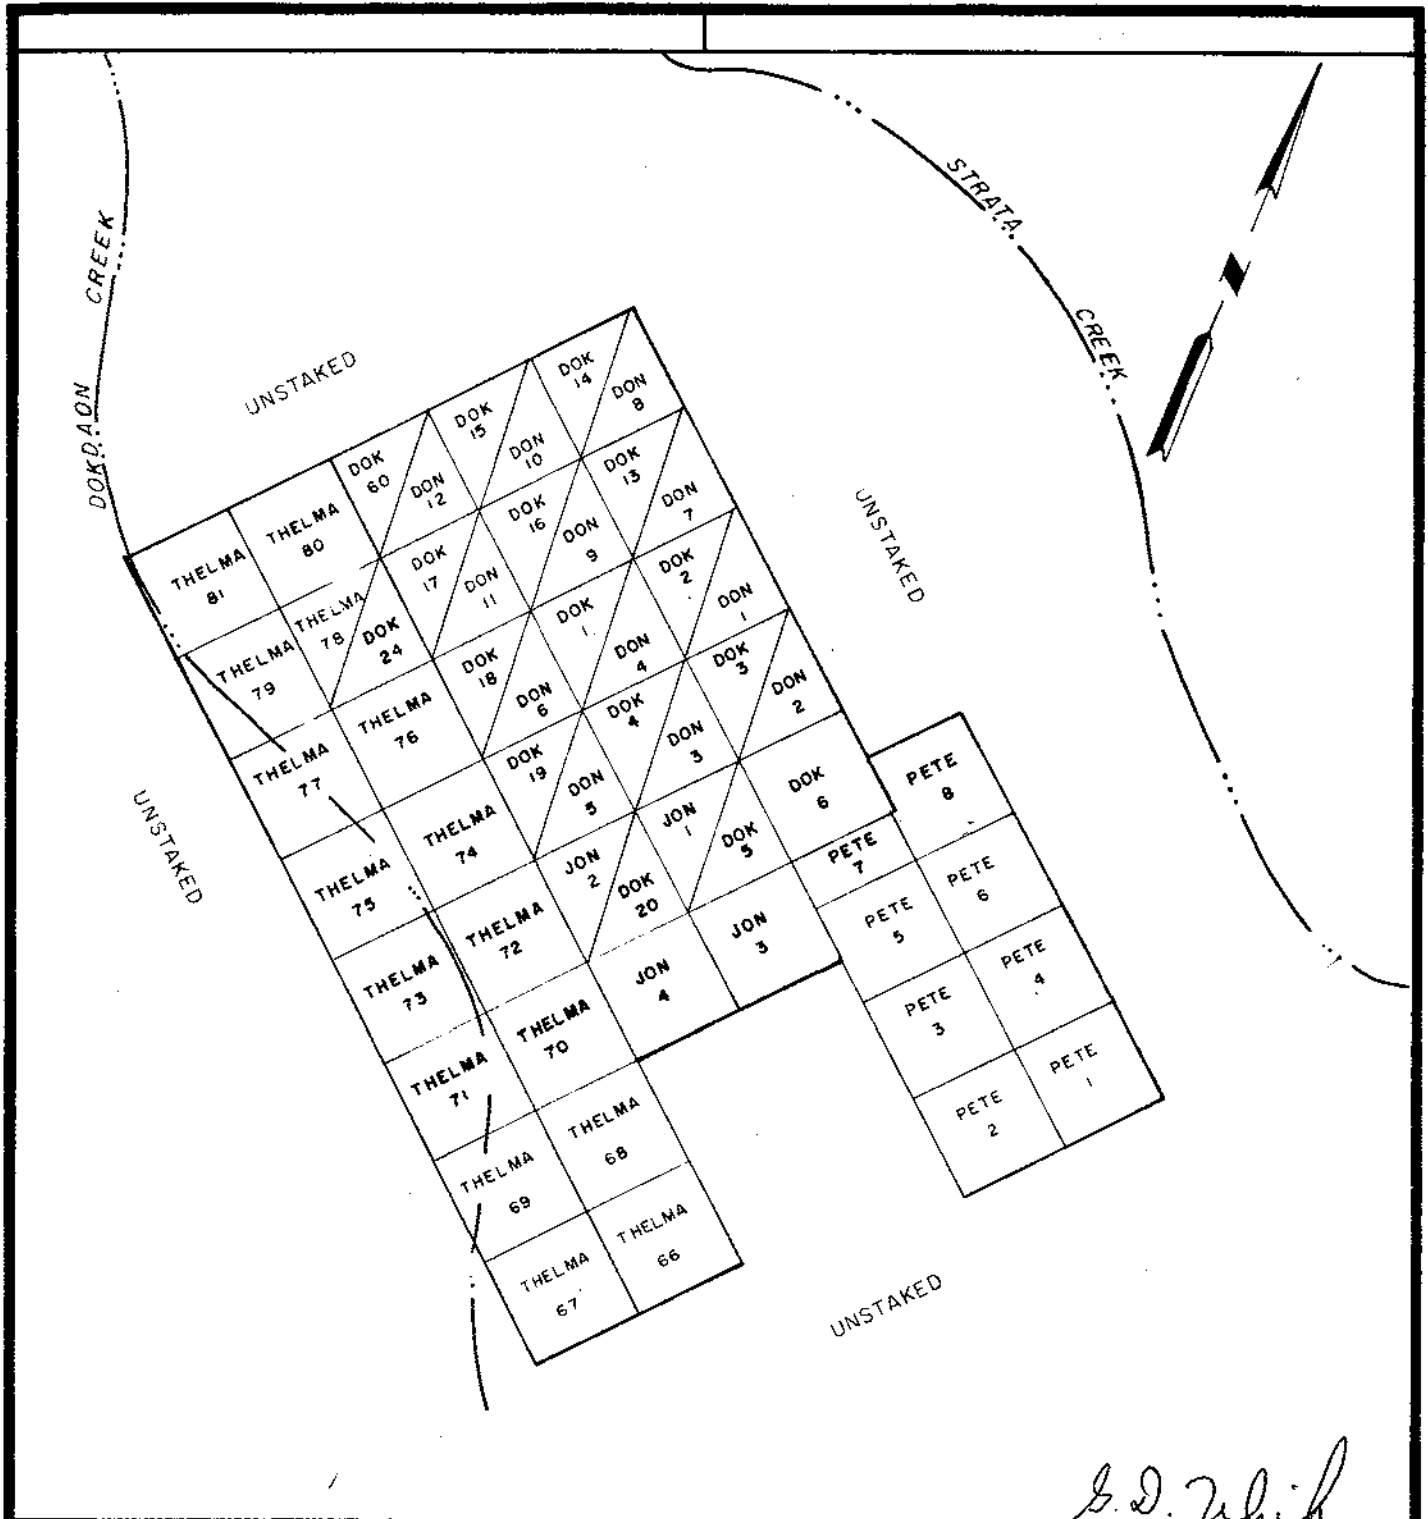 STRATA
CREEK
DOKDAON CREEK
N
UNSTAKED
UNSTAKED
UNSTAKED
UNSTAKED
DOK
14
DON
8
DOK
15
DON
10
DOK
13
DON
7
DOK
60
DON
12
DOK
16
DON
9
DOK
2
DON
1
THELMA
80
THELMA
81
DOK
17
DON
11
DOK
1
DON
4
DOK
3
DON
2
THELMA
78
DOK
24
THELMA
79
DOK
18
DON
6
DOK
4
DON
3
DOK
6
THELMA
76
THELMA
77
DOK
19
DON
5
JON
1
DOK
5
THELMA
74
THELMA
75
JON
2
DOK
20
JON
3
THELMA
72
THELMA
73
JON
4
THELMA
70
THELMA
71
THELMA
68
THELMA
69
THELMA
66
THELMA
67
PETE
8
PETE
7
PETE
6
PETE
5
PETE
4
PETE
3
PETE
1
PETE
2
G. D.